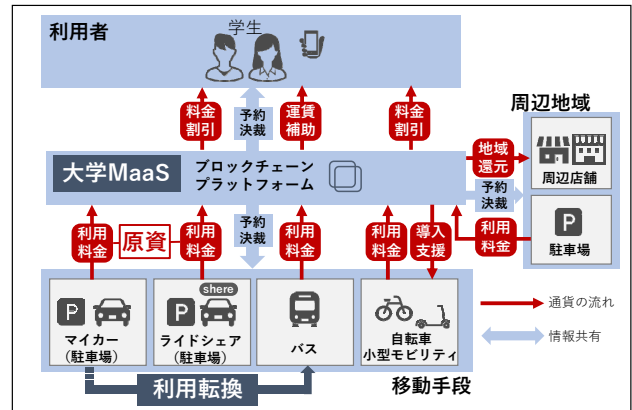 利用者
学生
料金
割引
予約
決裁
運賃
補助
料金
割引
周辺地域
大学MaaS
ブロックチェーン
プラットフォーム
地域
還元
予約
決裁
周辺店舗
P
駐車場
利用
料金
原資
利用
料金
予約
決裁
利用
料金
利用
料金
導入
支援
利用
料金
P
マイカー
(駐車場)
shere
P
ライドシェア
(駐車場)
バス
自転車
小型モビリティ
利用転換
移動手段
通貨の流れ
情報共有